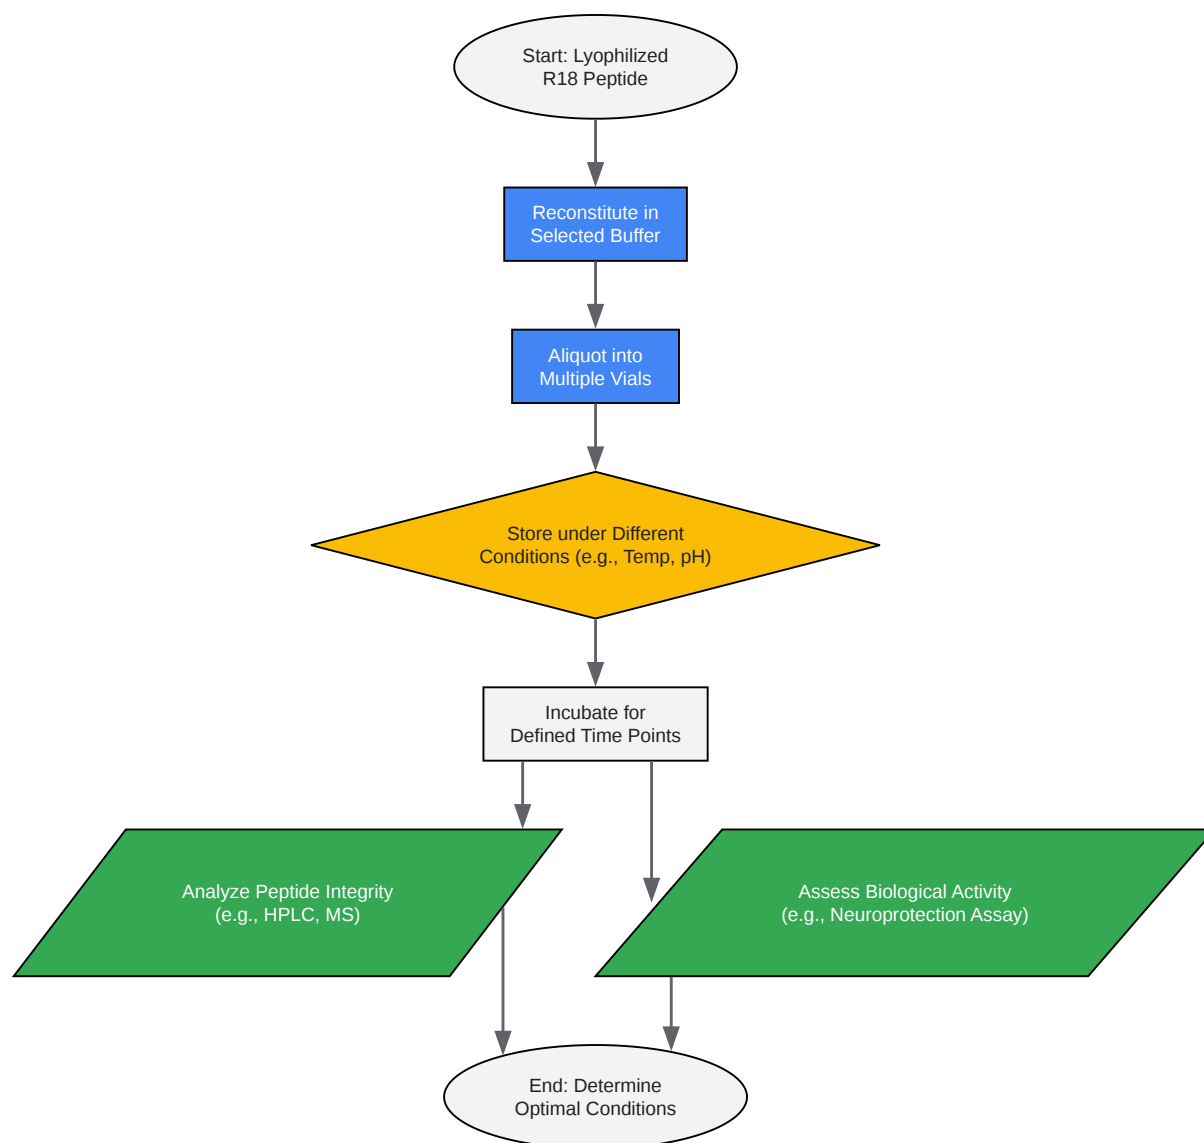 Start: Lyophilized
R18 Peptide
Reconstitute in
Selected Buffer
Aliquot into
Multiple Vials
Store under Different
Conditions (e.g., Temp, pH)
Incubate for
Defined Time Points
Analyze Peptide Integrity
(e.g., HPLC, MS)
Assess Biological Activity
(e.g., Neuroprotection Assay)
End: Determine
Optimal Conditions